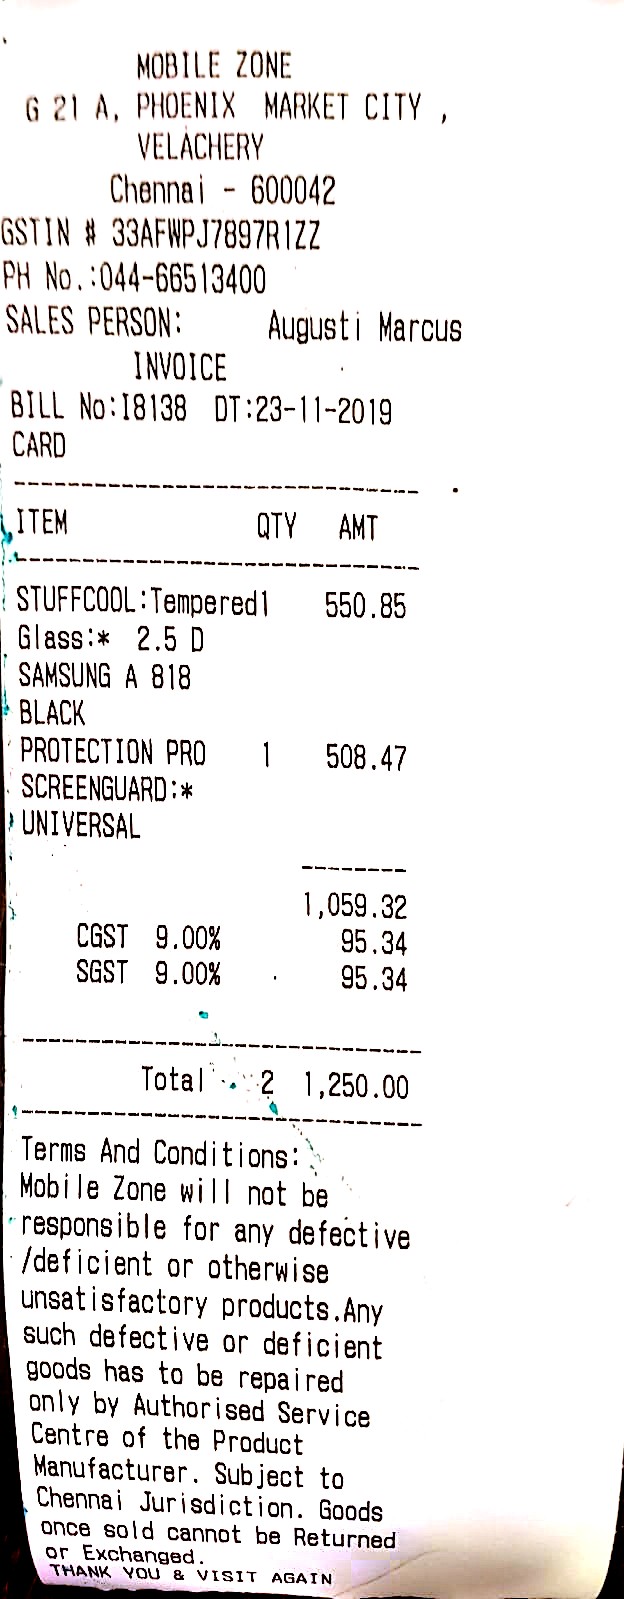 MOBILE ZONE
G 21 A, PHOENIX MARKET CITY ,
VELACHERY
Chennai - 600042
GSTIN # 33AFWPJ7897R1ZZ
PH No.:044-66513400
SALES PERSON: Augusti Marcus
INVOICE
BILL No:I8138 DT:23-11-2019
CARD
ITEM QTY AMT
STUFFCOOL:Tempered1 550.85
Glass:* 2.5 D
SAMSUNG A 818
BLACK
PROTECTION PRO 1 508.47
SCREENGUARD:*
UNIVERSAL
1,059.32
CGST 9.00% 95.34
SGST 9.00% 95.34
Total 2 1,250.00
Terms And Conditions:
Mobile Zone will not be
responsible for any defective
/deficient or otherwise
unsatisfactory products.Any
such defective or deficient
goods has to be repaired
only by Authorised Service
Centre of the Product
Manufacturer. Subject to
Chennai Jurisdiction. Goods
once sold cannot be Returned
or Exchanged.
THANK YOU & VISIT AGAIN